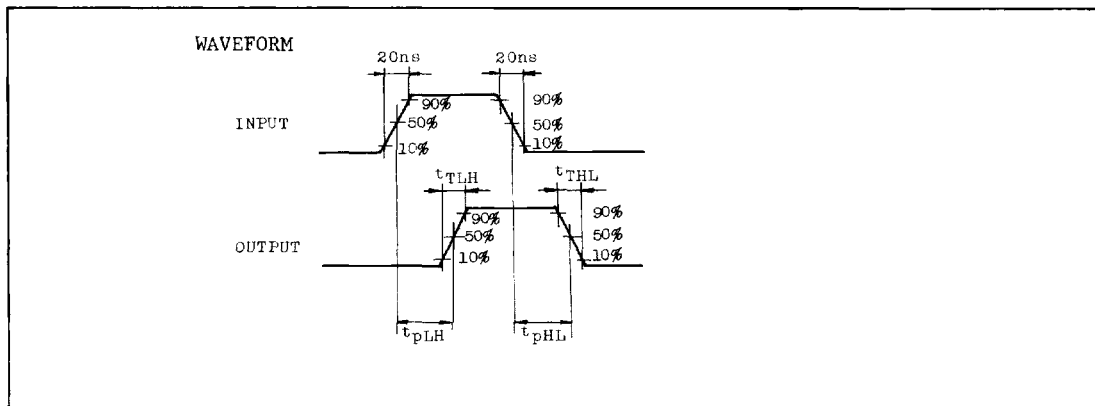 WAVEFORM
20ns 20ns
90% 90%
INPUT 50% 50%
10% 10%
tTLH tTHL
90% 90%
OUTPUT 50% 50%
10% 10%
tpLH tpHL